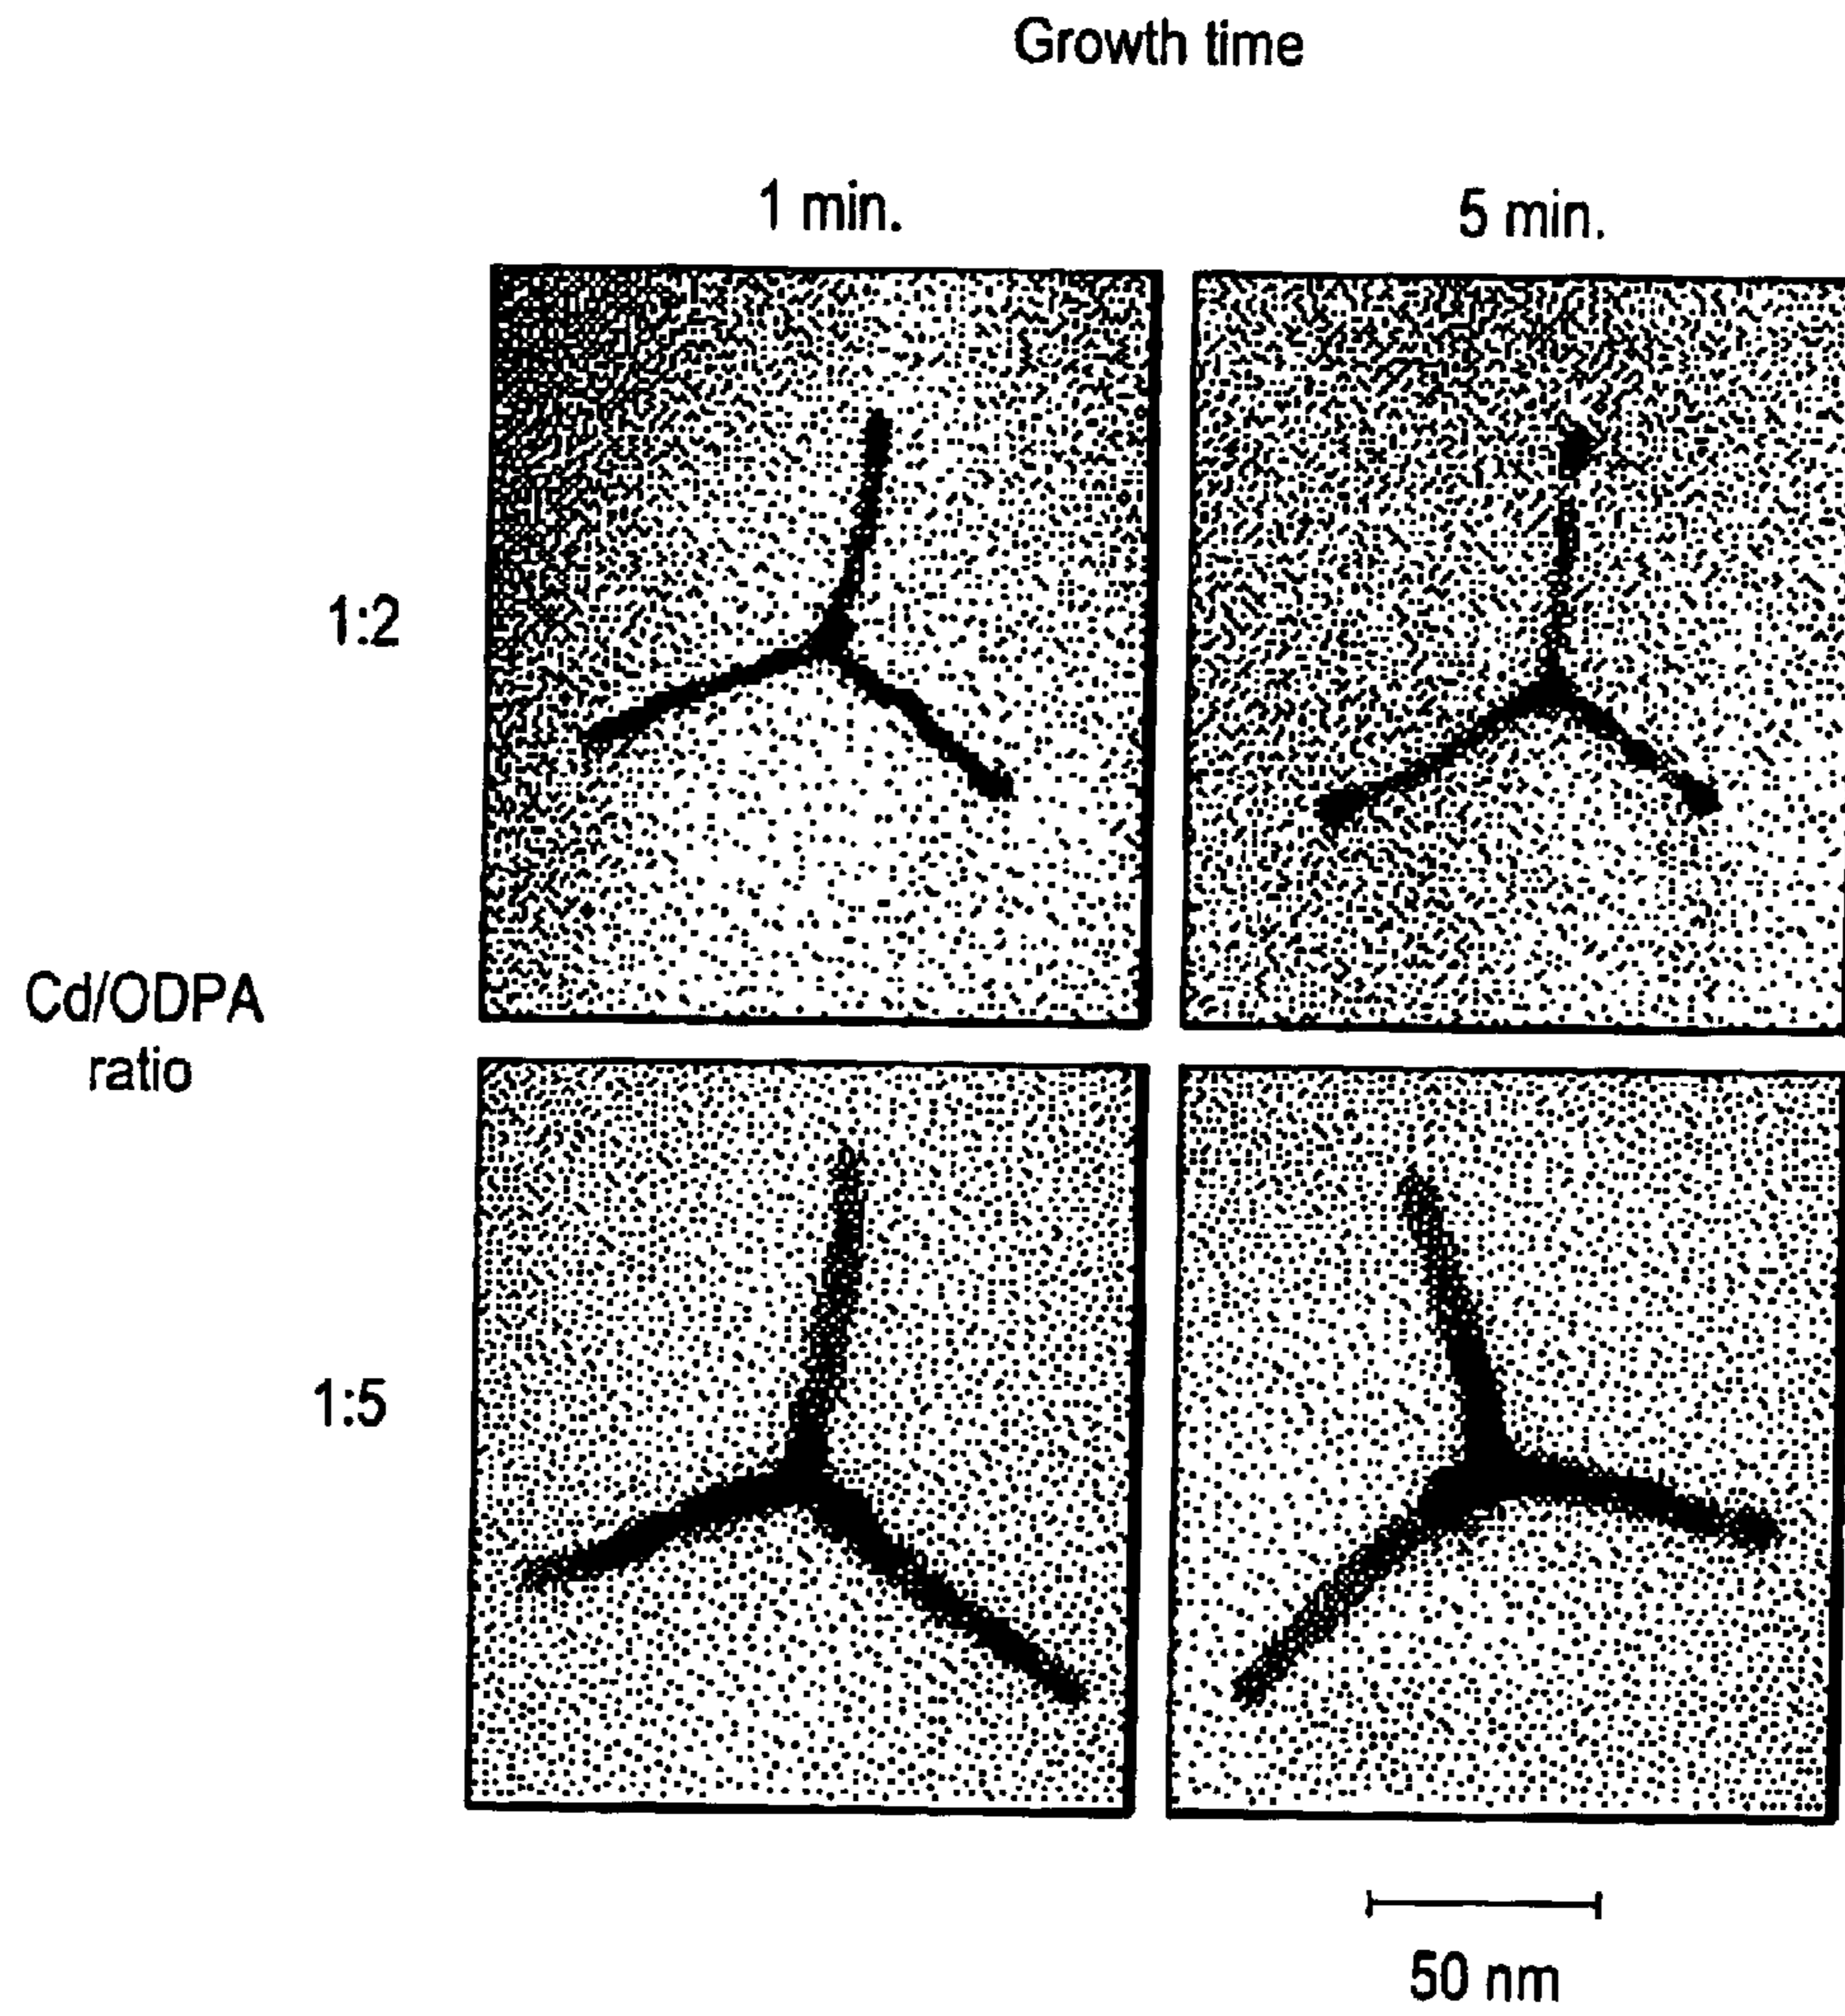 Growth time
1 min.
5 min.
1:2
Cd/ODPA
ratio
1:5
50 nm